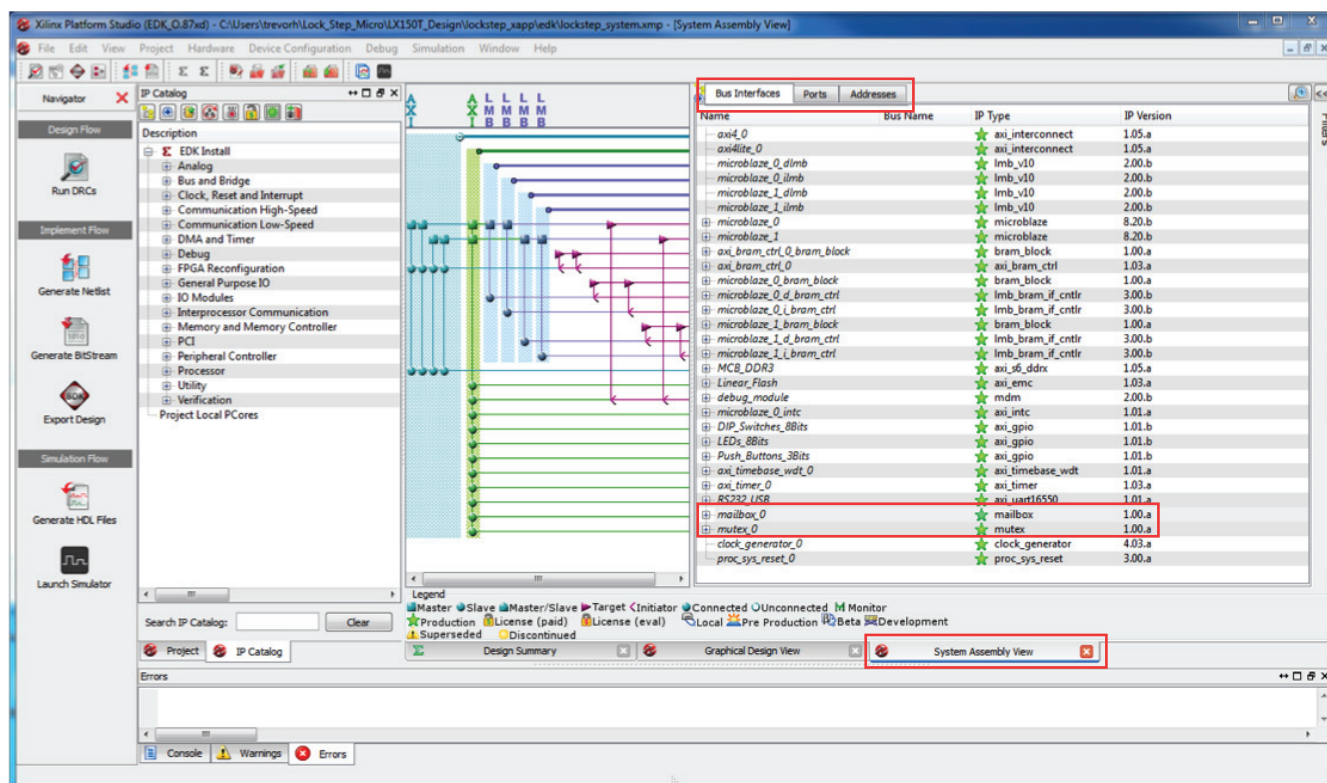 Xilinx Platform Studio (EDK_O.87xd) - C:\Users\trevorh\Lock_Step_Micro\LX150T_Design\lockstep_xapp\edk\lockstep_system.xmp - [System Assembly View]
File Edit View Project Hardware Device Configuration Debug Simulation Window Help
Navigator
Design Flow
Run DRCs
Implement Flow
Generate Netlist
Generate BitStream
Export Design
Simulation Flow
Generate HDL Files
Launch Simulator
IP Catalog
Description
EDK Install
Analog
Bus and Bridge
Clock, Reset and Interrupt
Communication High-Speed
Communication Low-Speed
DMA and Timer
Debug
FPGA Reconfiguration
General Purpose IO
IO Modules
Interprocessor Communication
Memory and Memory Controller
PCI
Peripheral Controller
Processor
Utility
Verification
Project Local PCores
Search IP Catalog: Clear
Project IP Catalog
AXI AXI LMB LMB LMB LMB
Bus Interfaces Ports Addresses
Name Bus Name IP Type IP Version
axi4_0 axi_interconnect 1.05.a
axi4lite_0 axi_interconnect 1.05.a
microblaze_0_dlmb lmb_v10 2.00.b
microblaze_0_ilmb lmb_v10 2.00.b
microblaze_1_dlmb lmb_v10 2.00.b
microblaze_1_ilmb lmb_v10 2.00.b
microblaze_0 microblaze 8.20.b
microblaze_1 microblaze 8.20.b
axi_bram_ctrl_0_bram_block bram_block 1.00.a
axi_bram_ctrl_0 axi_bram_ctrl 1.03.a
microblaze_0_bram_block bram_block 1.00.a
microblaze_0_d_bram_ctrl lmb_bram_if_cntlr 3.00.b
microblaze_0_i_bram_ctrl lmb_bram_if_cntlr 3.00.b
microblaze_1_bram_block bram_block 1.00.a
microblaze_1_d_bram_ctrl lmb_bram_if_cntlr 3.00.b
microblaze_1_i_bram_ctrl lmb_bram_if_cntlr 3.00.b
MCB_DDR3 axi_s6_ddrx 1.05.a
Linear_Flash axi_emc 1.03.a
debug_module mdm 2.00.b
microblaze_0_intc axi_intc 1.01.a
DIP_Switches_8Bits axi_gpio 1.01.b
LEDs_8Bits axi_gpio 1.01.b
Push_Buttons_3Bits axi_gpio 1.01.b
axi_timebase_wdt_0 axi_timebase_wdt 1.01.a
axi_timer_0 axi_timer 1.03.a
RS232_USB axi_uart16550 1.01.a
mailbox_0 mailbox 1.00.a
mutex_0 mutex 1.00.a
clock_generator_0 clock_generator 4.03.a
proc_sys_reset_0 proc_sys_reset 3.00.a
Filters
Legend
Master Slave Master/Slave Target Initiator Connected Unconnected M Monitor
Production License (paid) License (eval) Local Pre Production Beta Development
Superseded Discontinued
Design Summary Graphical Design View System Assembly View
Errors
Console Warnings Errors